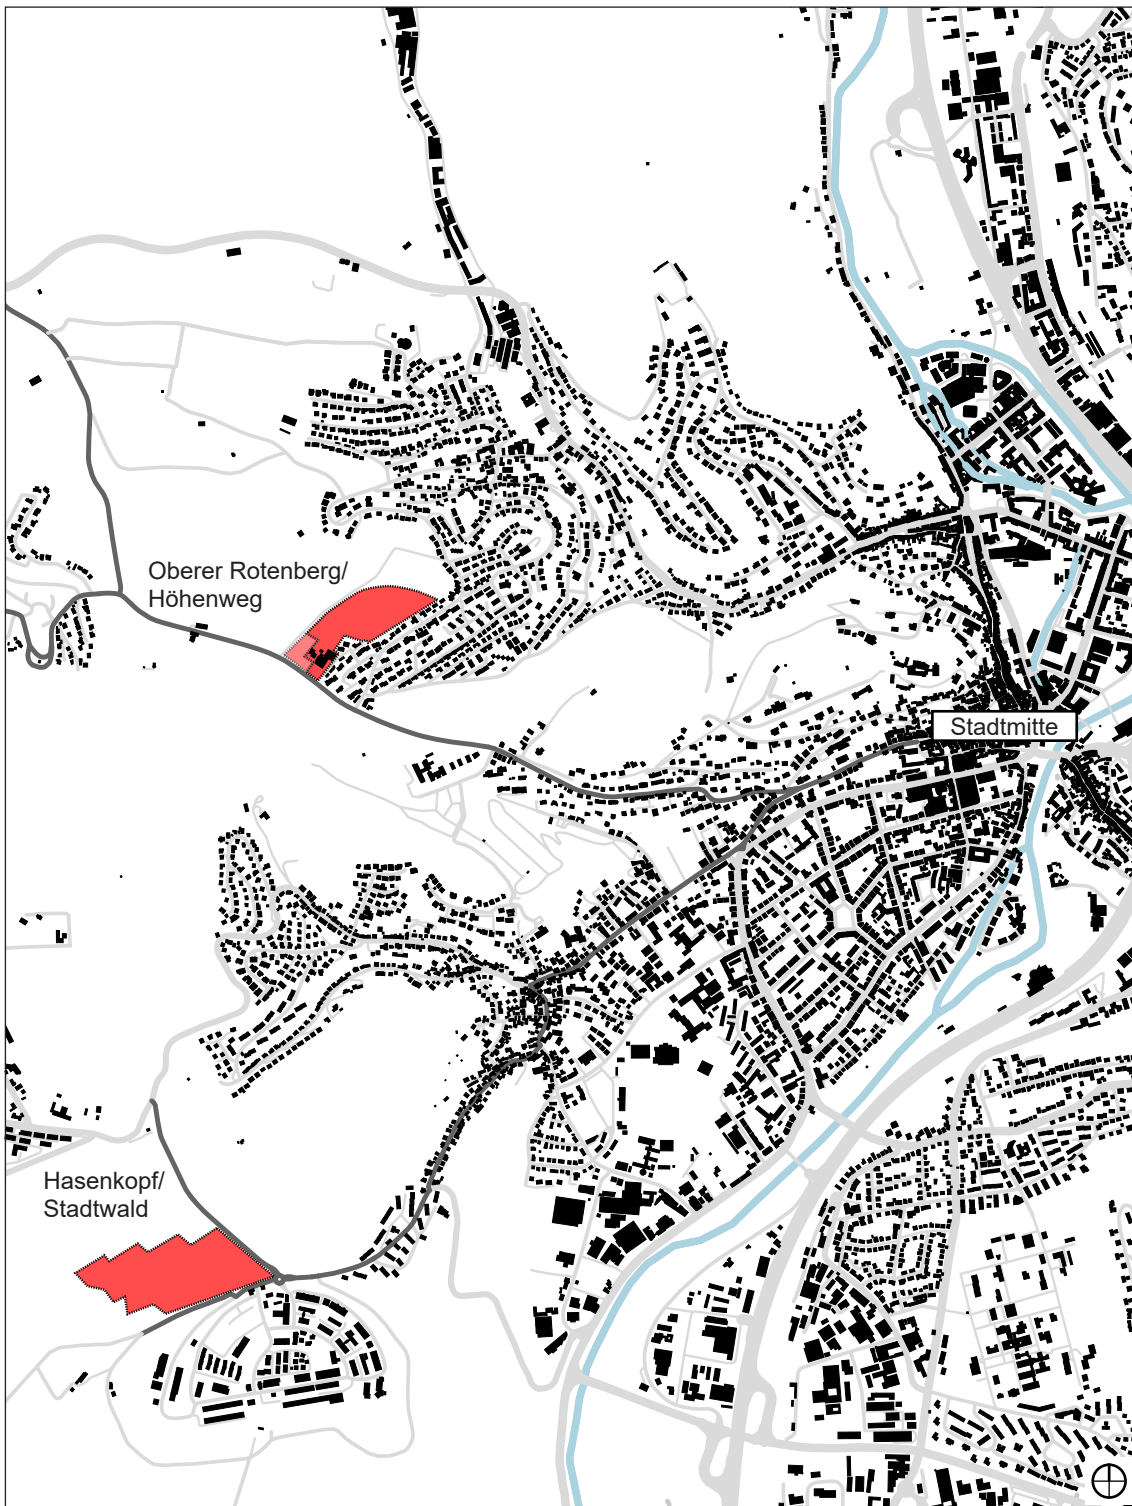 Oberer Rotenberg/
Höhenweg
Stadtmitte
Hasenkopf/
Stadtwald